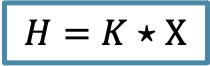 H = K ⋆ X